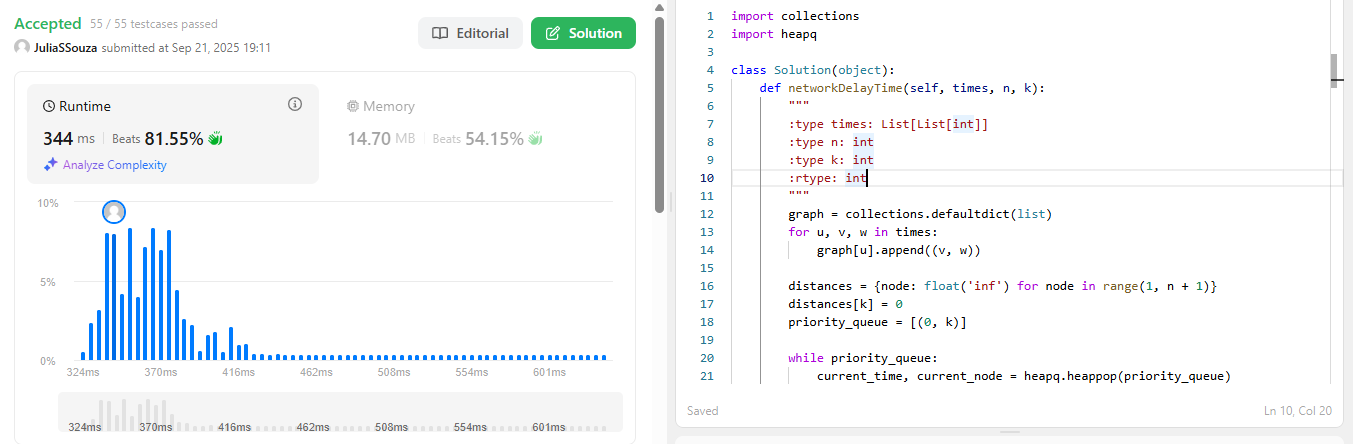 Accepted 55 / 55 testcases passed
JuliaSSouza submitted at Sep 21, 2025 19:11
Editorial
Solution
Runtime
344 ms Beats 81.55%
Analyze Complexity
Memory
14.70 MB Beats 54.15%
10%
5%
0%
324ms 370ms 416ms 462ms 508ms 554ms 601ms
324ms 370ms 416ms 462ms 508ms 554ms 601ms
1 import collections
2 import heapq
3
4 class Solution(object):
5     def networkDelayTime(self, times, n, k):
6         """
7         :type times: List[List[int]]
8         :type n: int
9         :type k: int
10         :rtype: int
11         """
12         graph = collections.defaultdict(list)
13         for u, v, w in times:
14             graph[u].append((v, w))
15
16         distances = {node: float('inf') for node in range(1, n + 1)}
17         distances[k] = 0
18         priority_queue = [(0, k)]
19
20         while priority_queue:
21             current_time, current_node = heapq.heappop(priority_queue)
Saved
Ln 10, Col 20